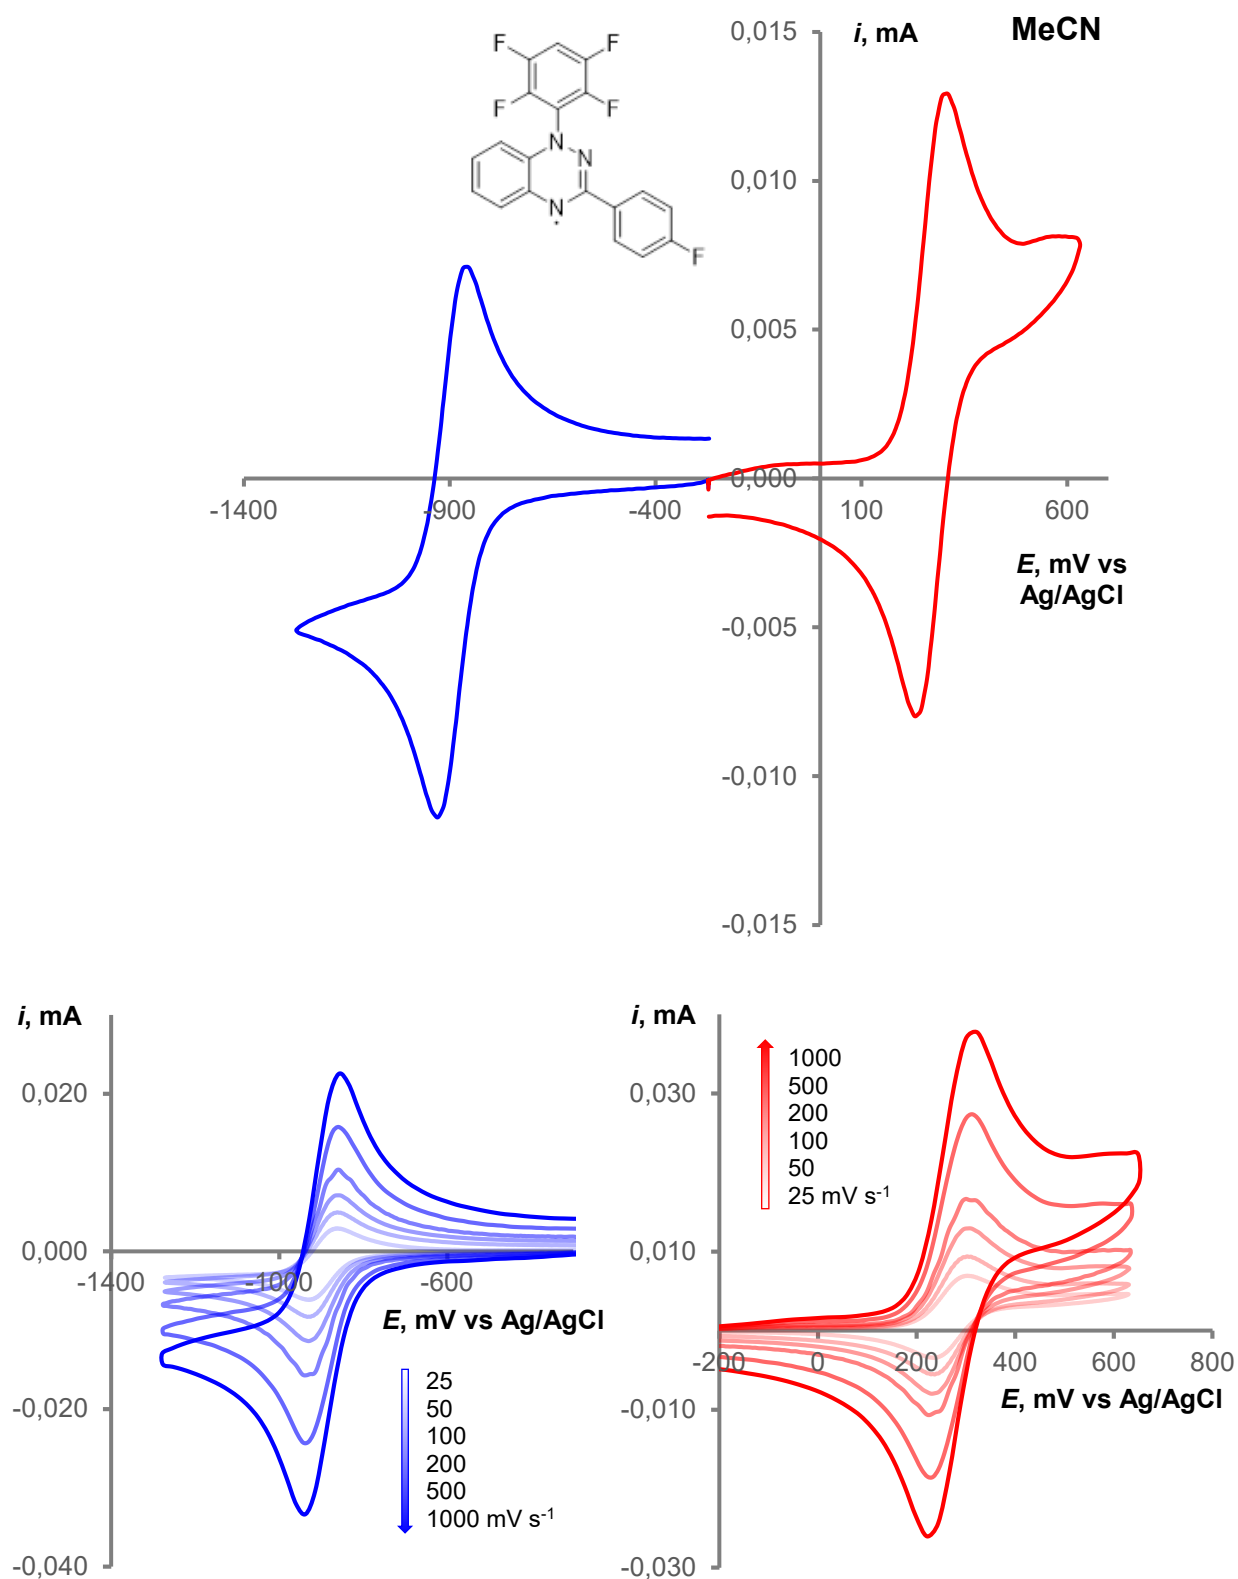 0,015
i, mA
MeCN
F
F
F
F
N
N
N
•
F
0,010
0,005
0,000
-1400
-900
-400
100
600
E, mV vs
Ag/AgCl
-0,005
-0,010
-0,015
i, mA
0,020
0,000
-1400
-1000
-600
E, mV vs Ag/AgCl
-0,020
25
50
100
200
500
1000 mV s-1
-0,040
i, mA
0,030
1000
500
200
100
50
25 mV s-1
0,010
-200
0
200
400
600
800
E, mV vs Ag/AgCl
-0,010
-0,030